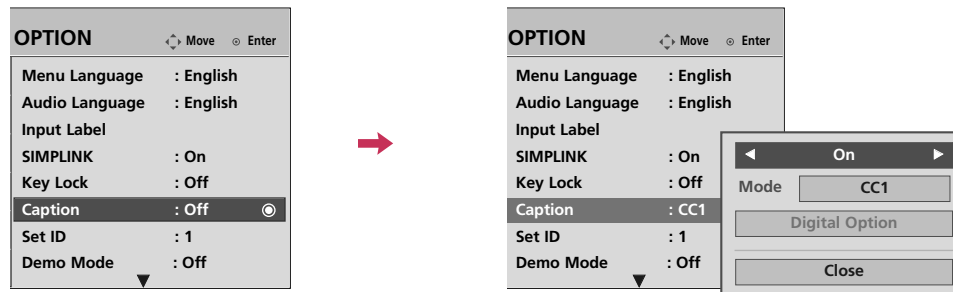 OPTION Move Enter
Menu Language : English
Audio Language : English
Input Label
SIMPLINK : On
Key Lock : Off
Caption : Off
Set ID : 1
Demo Mode : Off
OPTION Move Enter
Menu Language : English
Audio Language : English
Input Label
SIMPLINK : On
Key Lock : Off
Caption : CC1
Set ID : 1
Demo Mode : Off
On
Mode CC1
Digital Option
Close